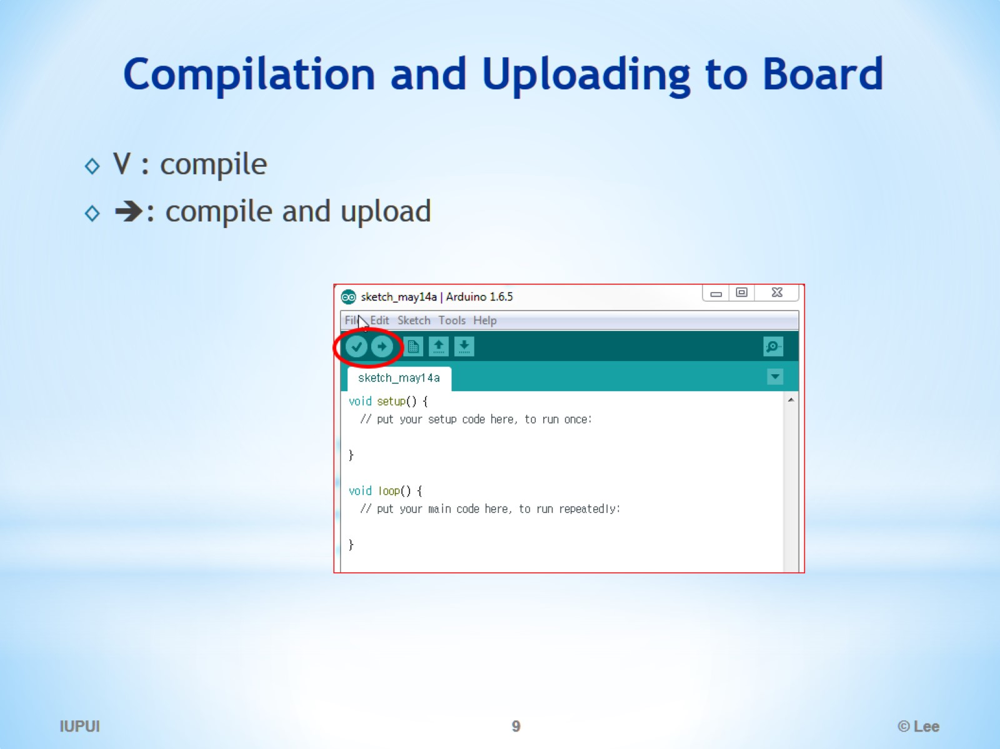 Compilation and Uploading to Board
◇ V : compile
◇ ➔: compile and upload
sketch_may14a | Arduino 1.6.5
File Edit Sketch Tools Help
sketch_may14a
void setup() {
// put your setup code here, to run once:
}
void loop() {
// put your main code here, to run repeatedly:
}
IUPUI 9 © Lee